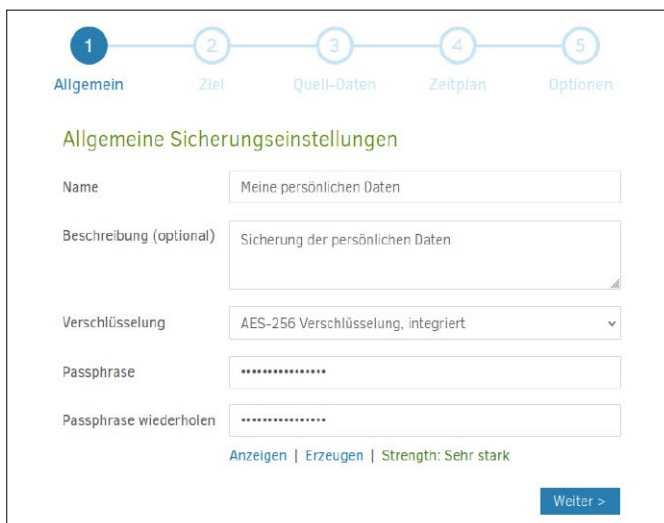 1 2 3 4 5
Allgemein Ziel Quell-Daten Zeitplan Optionen
Allgemeine Sicherungseinstellungen
Name Meine persönlichen Daten
Beschreibung (optional) Sicherung der persönlichen Daten
Verschlüsselung AES-256 Verschlüsselung, integriert
Passphrase ••••••••••••••••
Passphrase wiederholen ••••••••••••••••
Anzeigen | Erzeugen | Strength: Sehr stark
Weiter >